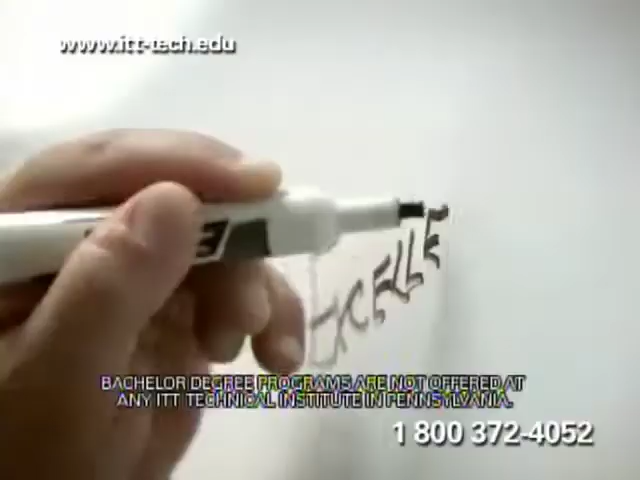 www.itt-tech.edu
EXCELLE
BACHELOR DEGREE PROGRAMS ARE NOT OFFERED AT
ANY ITT TECHNICAL INSTITUTE IN PENNSYLVANIA.
1 800 372-4052